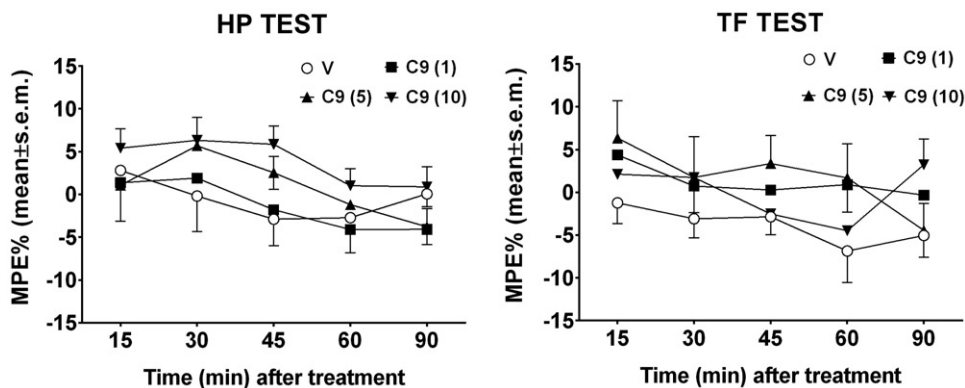 HP TEST
V C9 (1)
C9 (5) C9 (10)
MPE% (mean±s.e.m.)
15
10
5
0
-5
-10
-15
15 30 45 60 90
Time (min) after treatment
TF TEST
V C9 (1)
C9 (5) C9 (10)
MPE% (mean±s.e.m.)
15
10
5
0
-5
-10
-15
15 30 45 60 90
Time (min) after treatment